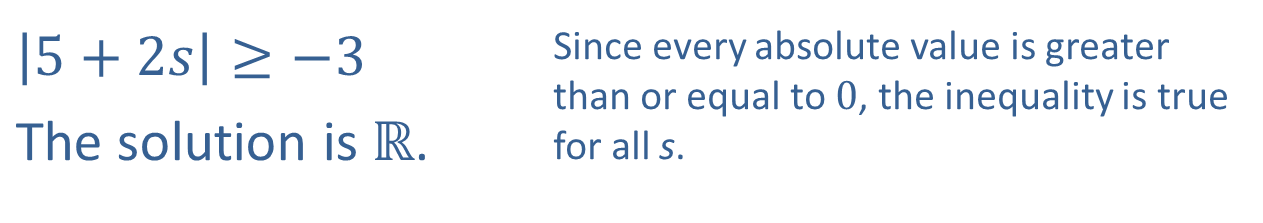 |5 + 2s| ≥ −3
The solution is ℝ.
Since every absolute value is greater
than or equal to 0, the inequality is true
for all s.